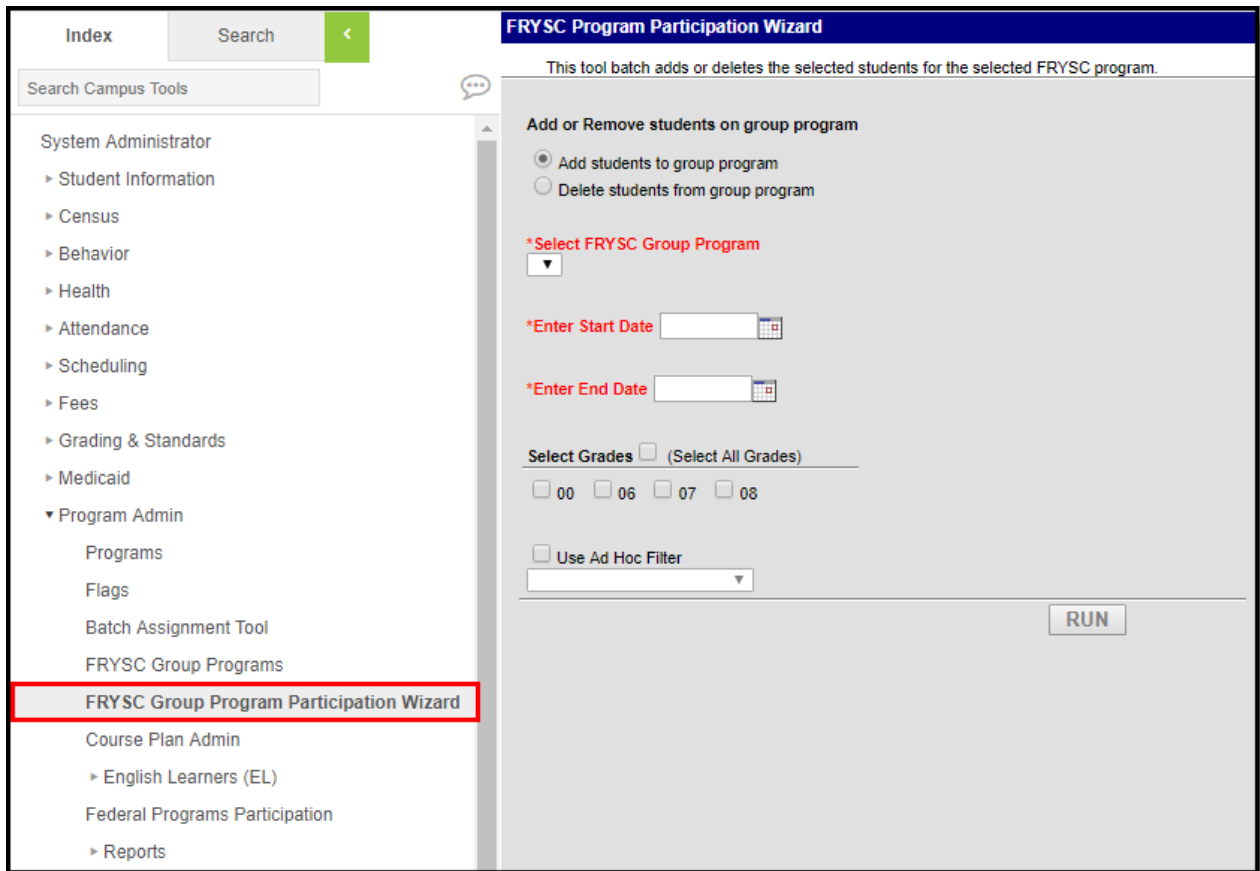 Index
Search
Search Campus Tools
System Administrator
Student Information
Census
Behavior
Health
Attendance
Scheduling
Fees
Grading & Standards
Medicaid
Program Admin
Programs
Flags
Batch Assignment Tool
FRYSC Group Programs
FRYSC Group Program Participation Wizard
Course Plan Admin
English Learners (EL)
Federal Programs Participation
Reports
FRYSC Program Participation Wizard
This tool batch adds or deletes the selected students for the selected FRYSC program.
Add or Remove students on group program
Add students to group program
Delete students from group program
*Select FRYSC Group Program
*Enter Start Date
*Enter End Date
Select Grades (Select All Grades)
00 06 07 08
Use Ad Hoc Filter
RUN